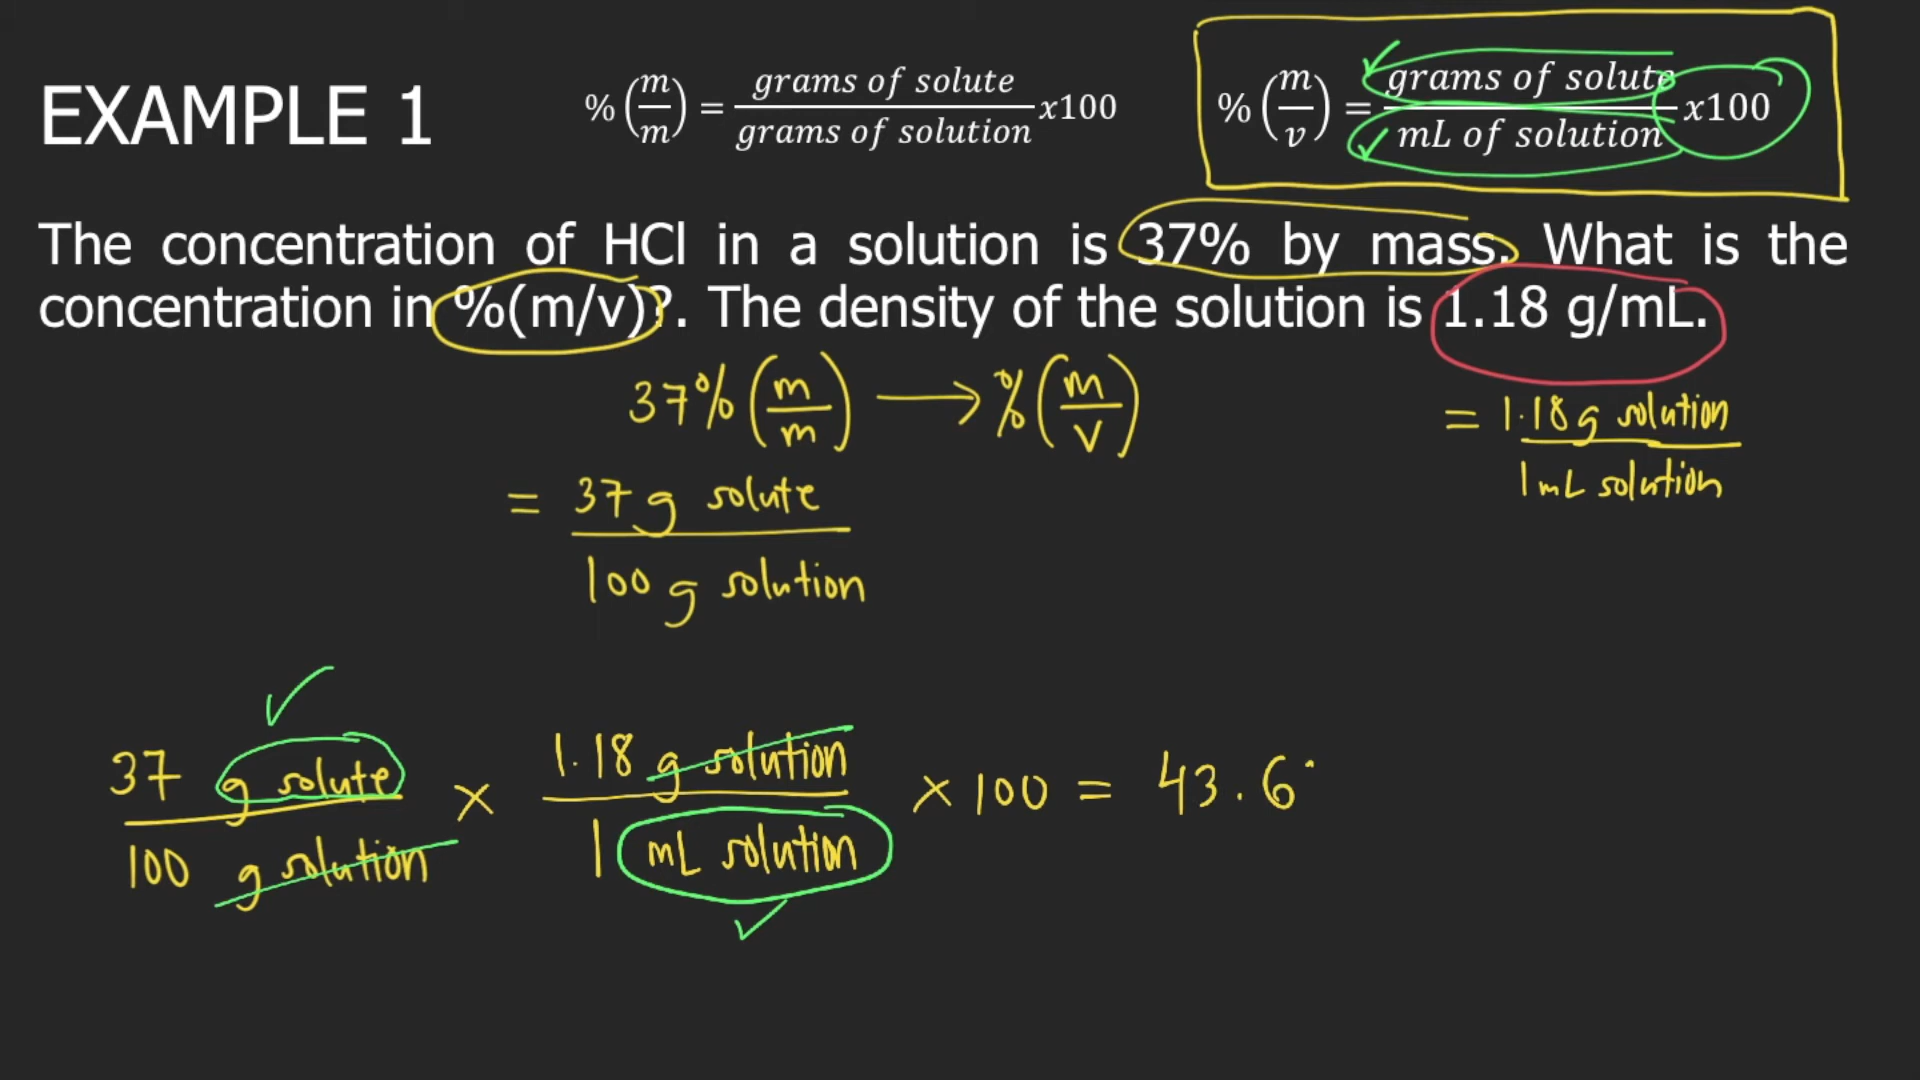 EXAMPLE 1
% (m/m) = grams of solute / grams of solution x100
% (m/v) = grams of solute / mL of solution x100
The concentration of HCl in a solution is 37% by mass. What is the
concentration in %(m/v)?. The density of the solution is 1.18 g/mL.
37% (m/m) → % (m/v)
= 1.18 g solution / 1 mL solution
= 37 g solute / 100 g solution
37 g solute / 100 g solution x 1.18 g solution / 1 mL solution x 100 = 43.6